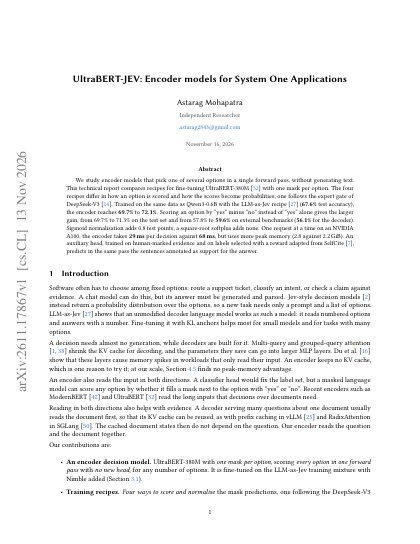 UltraBERT-JEV: Encoder models for System One Applications
Astarag Mohapatra
Independent Researcher
astarag2945@gmail.com
November 16, 2026
Abstract
We study encoder models that pick one of several options in a single forward pass, without generating text.
This technical report compares recipes for fine-tuning UltraBERT-380M [32] with one mask per option. The four
recipes differ in how an option is scored and how the scores become probabilities; one follows the expert gate of
DeepSeek-V3 [14]. Trained on the same data as Qwen3-0.6B with the LLM-as-Jev recipe [27] (67.6% test accuracy),
the encoder reaches 69.7% to 72.1%. Scoring an option by "yes" minus "no" instead of "yes" alone gives the larger
gain, from 69.7% to 71.3% on the test and from 57.8% to 59.6% on external benchmarks (56.1% for the decoder).
Sigmoid normalization adds 0.8 test points; a square-root softplus adds none. One request at a time on an NVIDIA
A100, the encoder takes 29 ms per decision against 68 ms, but uses more peak memory (2.8 against 2.2 GiB). An
auxiliary head, trained on human-marked evidence and on labels selected with a reward adapted from SelfCite [7],
predicts in the same pass the sentences annotated as support for the answer.
1 Introduction
Software often has to choose among fixed options: route a support ticket, classify an intent, or check a claim against
evidence. A chat model can do this, but its answer must be generated and parsed. Jev-style decision models [2]
instead return a probability distribution over the options, so a new task needs only a prompt and a list of options
LLM-as-Jev [27] shows that an unmodified decoder language model works as such a model: it reads numbered
options and answers with a number. Fine-tuning it with KL anchors helps most for small models and for tasks with many
options.
A decision needs almost no generation, while decoders are built for it. Multi-query and grouped-query attention
[1, 38] shrink the KV cache for decoding, and the parameters they save can go into larger MLP layers. Du et al. [16]
show that these layers cause memory spikes in workloads that only read their input. An encoder needs no KV cache,
which is one reason to try it; at our scale, Section 4.5 finds no peak-memory advantage.
An encoder also reads the input in both directions. A classifier head would fix the label set, but a masked language
model can score any option by whether it fills a mask next to the option with "yes" or "no". Recent encoders such as
ModernBERT [42] and UltraBERT [32] read the long inputs that decisions over documents need.
Reading in both directions also helps with evidence. A decoder serving many questions about one document usually
reads the document first, so that its KV cache can be reused, as with prefix caching in vLLM [25] and RadixAttention
in SGLang [50]. The cached document states then do not depend on the question. Our encoder reads the question
and the document together.
Our contributions are:
• An encoder decision model. UltraBERT-380M with one mask per option, scoring every option in one forward
pass with no new head, for any number of options. It is fine-tuned on the LLM-as-Jev training mixture with
Nimble added (Section 3.1).
• Training recipes. Four ways to score and normalise the mask predictions, one following the DeepSeek-V3
1
arXiv:2611.17867v1 [cs.CL] 13 Nov 2026